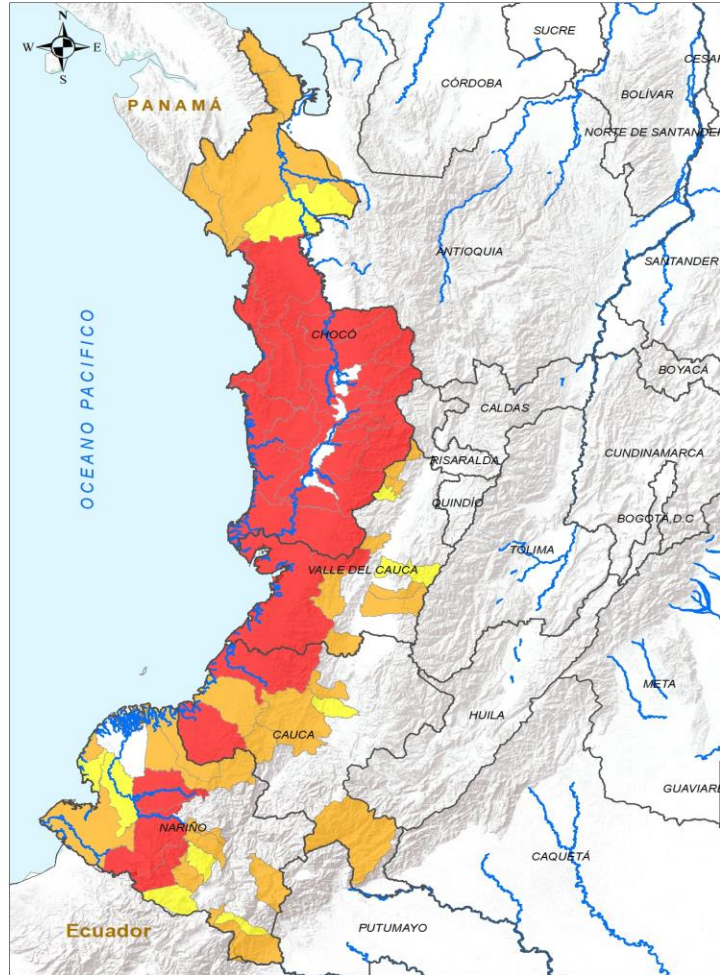 N
W E
S
SUCRE
CÓRDOBA
CESAR
BOLÍVAR
PANAMÁ
NORTE DE SANTANDER
ANTIOQUIA
SANTANDER
OCEANO PACIFICO
CHOCÓ
BOYACÁ
CALDAS
CUNDINAMARCA
RISARALDA
QUINDÍO
BOGOTÁ,D.C
TOLIMA
VALLE DEL CAUCA
META
HUILA
CAUCA
GUAVIARE
NARIÑO
CAQUETÁ
Ecuador
PUTUMAYO